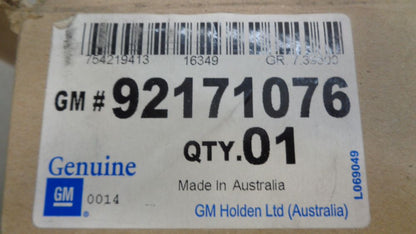 754219413 16349 GR 7.39300
GM # 92171076
QTY.01
Genuine
GM
0014
®
Made In Australia
GM Holden Ltd (Australia)
L069049